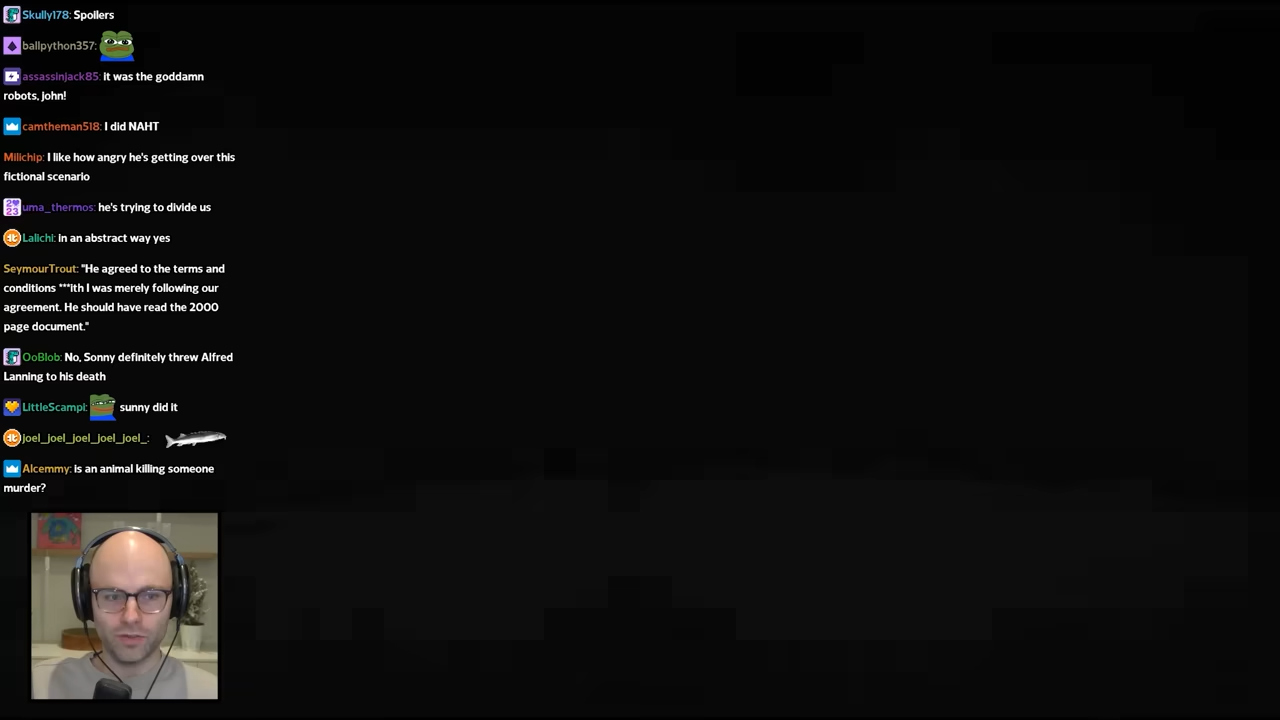 Skully178: Spoilers
ballpython357:
assassinjack85: it was the goddamn
robots, john!
camtheman518: I did NAHT
Milichip: I like how angry he's getting over this
fictional scenario
uma_thermos: he's trying to divide us
Lalichi: in an abstract way yes
SeymourTrout: "He agreed to the terms and
conditions ***ith I was merely following our
agreement. He should have read the 2000
page document."
OoBlob: No, Sonny definitely threw Alfred
Lanning to his death
LittleScampi: sunny did it
joel_joel_joel_joel_joel_:
Alcemmy: is an animal killing someone
murder?